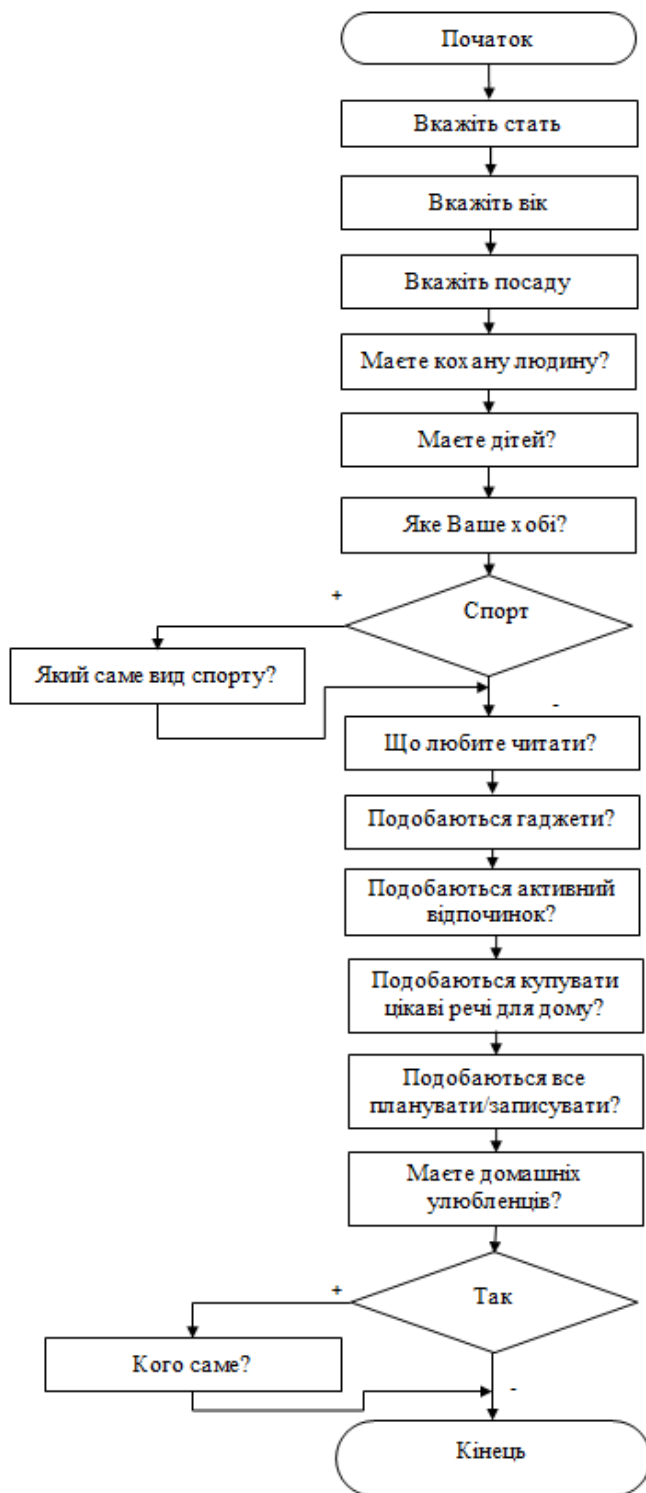 Початок
Вкажіть стать
Вкажіть вік
Вкажіть посаду
Маєте кохану людину?
Маєте дітей?
Яке Ваше хобі?
+
Спорт
Який саме вид спорту?
-
Що любите читати?
Подобаються гаджети?
Подобаються активний
відпочинок?
Подобаються купувати
цікаві речі для дому?
Подобаються все
планувати/записувати?
Маєте домашніх
улюбленців?
+
Так
Кого саме?
-
Кінець